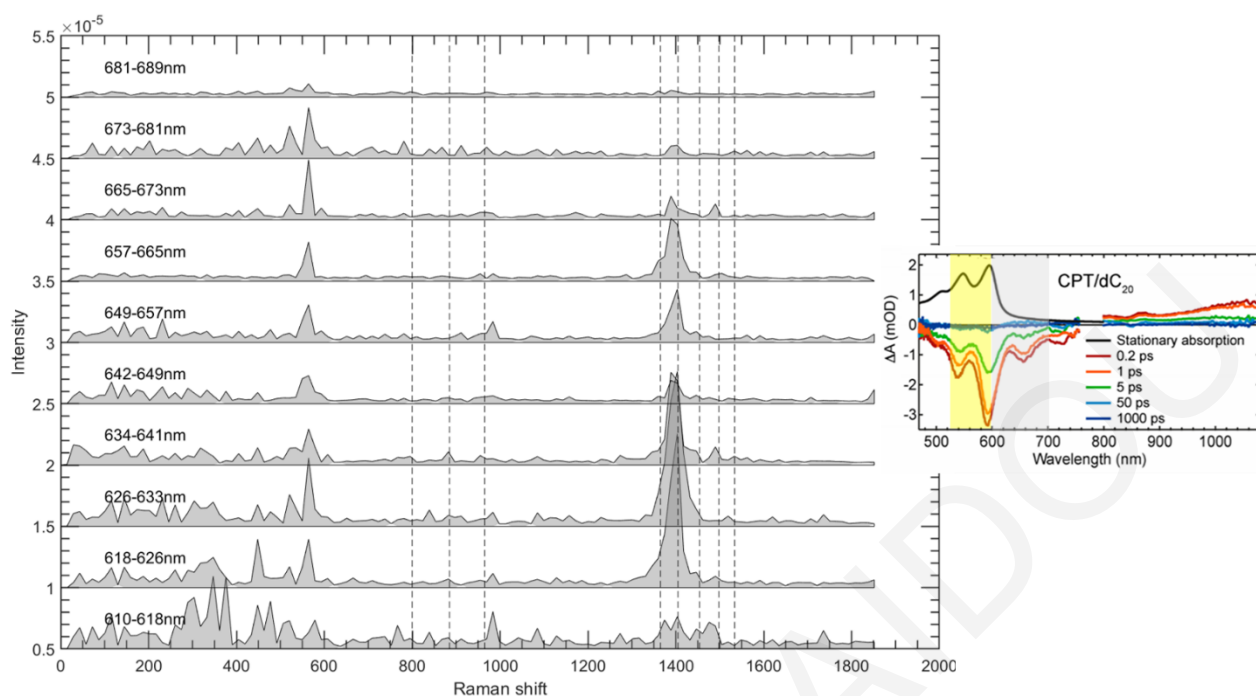 ×10⁻⁵
5.5
5
4.5
4
3.5
3
2.5
2
1.5
1
0.5
Intensity
681-689nm
673-681nm
665-673nm
657-665nm
649-657nm
642-649nm
634-641nm
626-633nm
618-626nm
610-618nm
0 200 400 600 800 1000 1200 1400 1600 1800 2000
Raman shift
CPT/dC₂₀
2
1
0
-1
-2
-3
ΔA (mOD)
Stationary absorption
0.2 ps
1 ps
5 ps
50 ps
1000 ps
500 600 700 800 900 1000
Wavelength (nm)
AIDOU